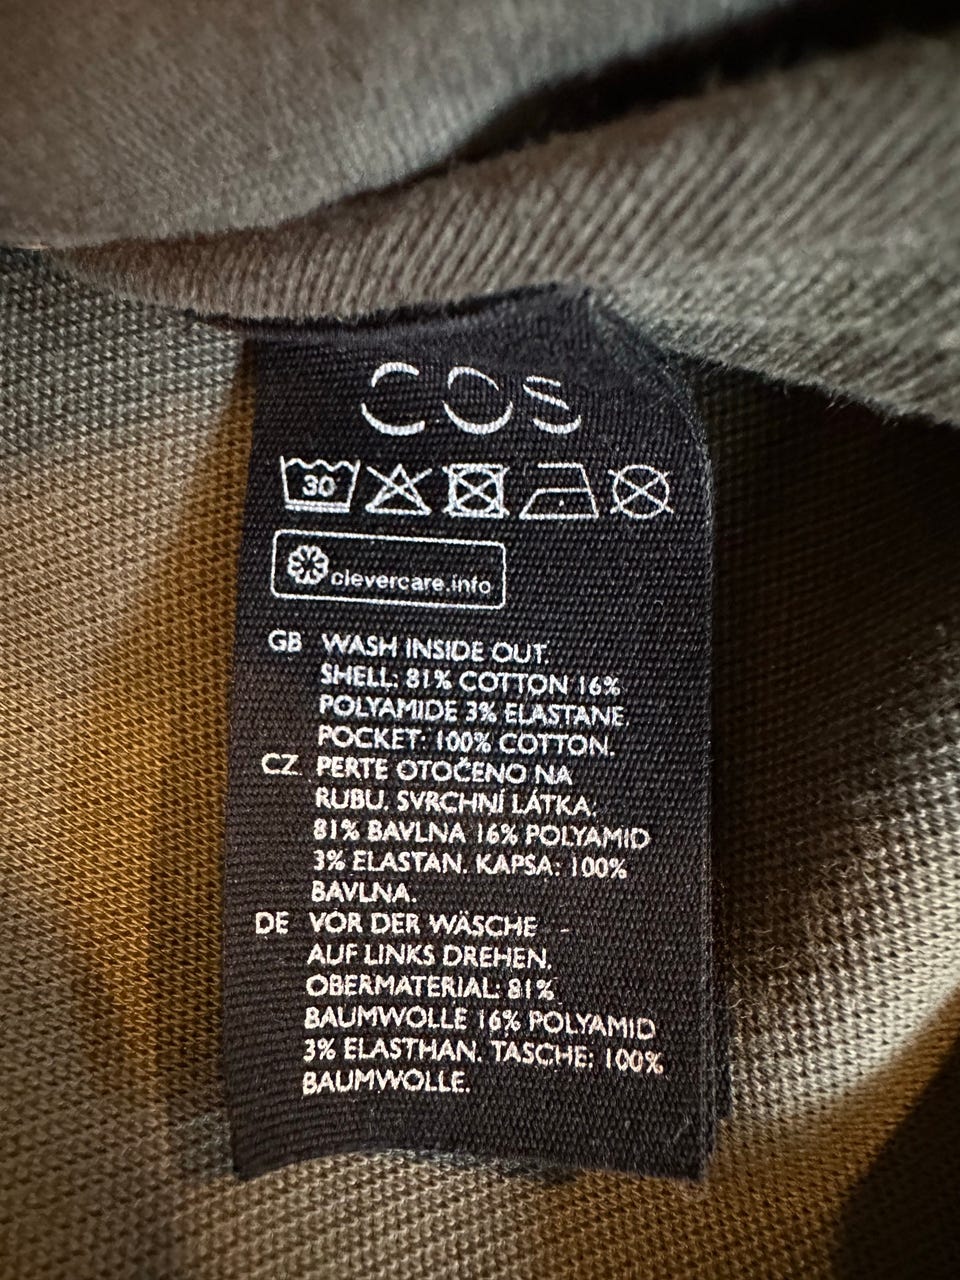 COS
30
clevercare.info
GB WASH INSIDE OUT.
SHELL: 81% COTTON 16%
POLYAMIDE 3% ELASTANE.
POCKET: 100% COTTON.
CZ PERTE OTOČENO NA
RUBU. SVRCHNÍ LÁTKA:
81% BAVLNA 16% POLYAMID
3% ELASTAN. KAPSA: 100%
BAVLNA.
DE VOR DER WÄSCHE
AUF LINKS DREHEN.
OBERMATERIAL: 81%
BAUMWOLLE 16% POLYAMID
3% ELASTHAN. TASCHE: 100%
BAUMWOLLE.